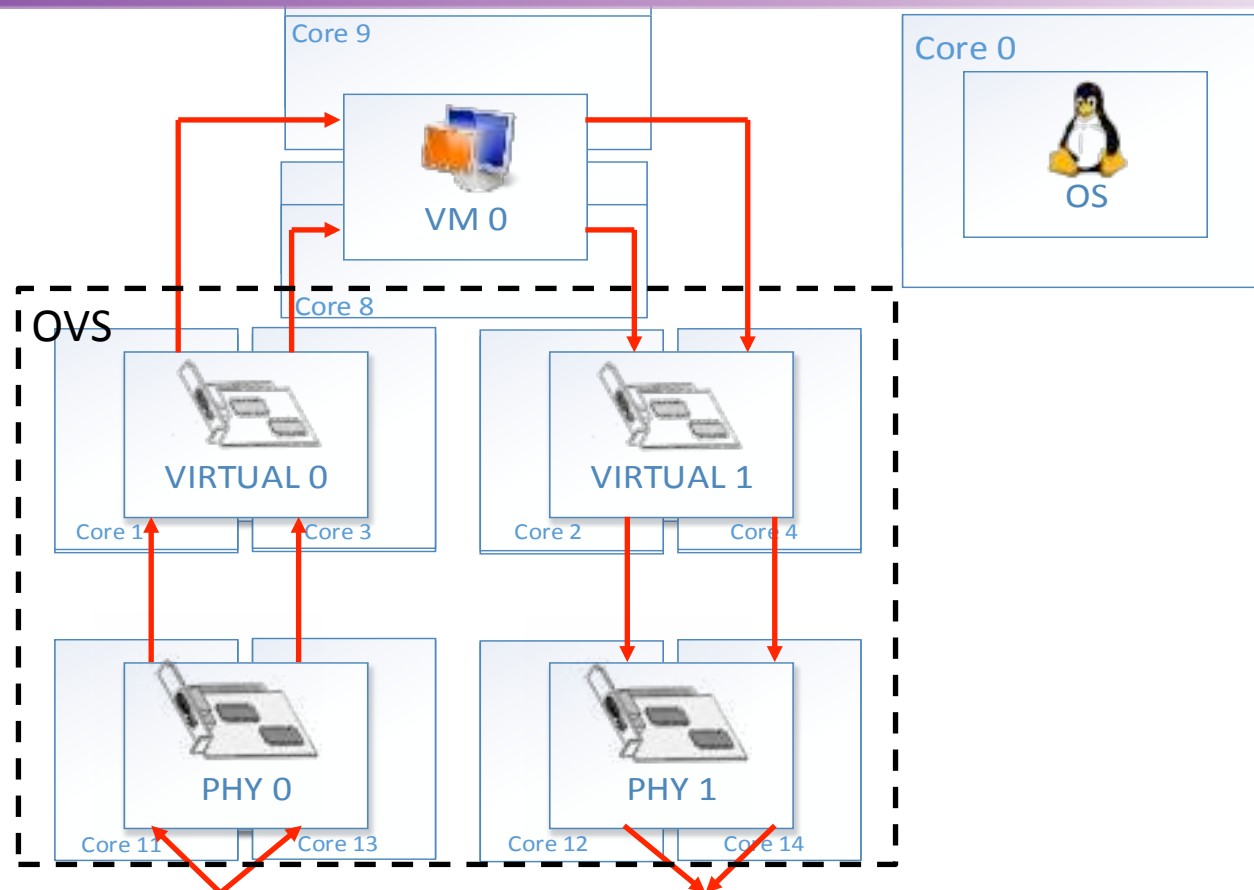 Core 9
Core 0
VM 0
OS
Core 8
OVS
VIRTUAL 0
VIRTUAL 1
Core 1
Core 3
Core 2
Core 4
PHY 0
PHY 1
Core 11
Core 13
Core 12
Core 14